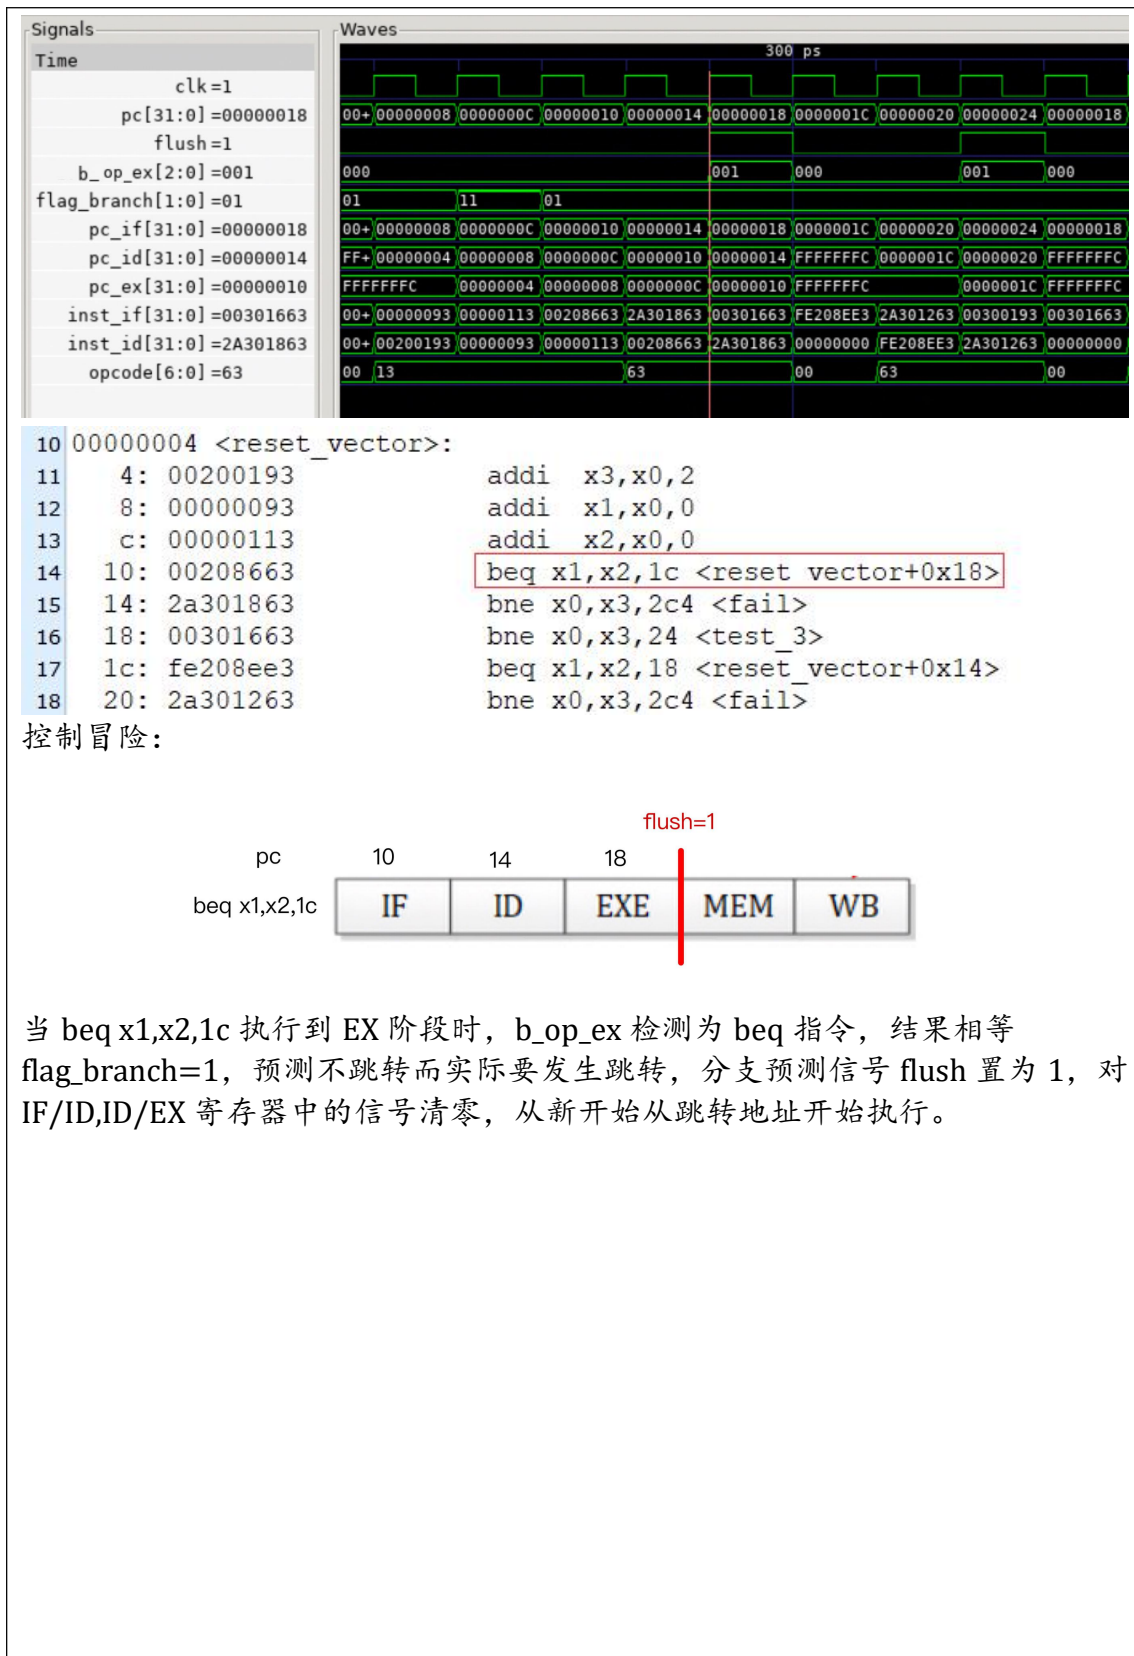 Signals
Waves
Time
300 ps
clk=1
pc[31:0]=00000018 00+ 00000008 0000000C 00000010 00000014 00000018 0000001C 00000020 00000024 00000018
flush=1
b_op_ex[2:0]=001 000 001 000 001 000
flag_branch[1:0]=01 01 11 01
pc_if[31:0]=00000018 00+ 00000008 0000000C 00000010 00000014 00000018 0000001C 00000020 00000024 00000018
pc_id[31:0]=00000014 FF+ 00000004 00000008 0000000C 00000010 00000014 FFFFFFFC 0000001C 00000020 FFFFFFFC
pc_ex[31:0]=00000010 FFFFFFFC 00000004 00000008 0000000C 00000010 FFFFFFFC 0000001C FFFFFFFC
inst_if[31:0]=00301663 00+ 00000093 00000113 00208663 2A301863 00301663 FE208EE3 2A301263 00300193 00301663
inst_id[31:0]=2A301863 00+ 00200193 00000093 00000113 00208663 2A301863 00000000 FE208EE3 2A301263 00000000
opcode[6:0]=63 00 13 63 00 63 00
10 00000004 <reset_vector>:
11 4: 00200193 addi x3,x0,2
12 8: 00000093 addi x1,x0,0
13 c: 00000113 addi x2,x0,0
14 10: 00208663 beq x1,x2,1c <reset_vector+0x18>
15 14: 2a301863 bne x0,x3,2c4 <fail>
16 18: 00301663 bne x0,x3,24 <test_3>
17 1c: fe208ee3 beq x1,x2,18 <reset_vector+0x14>
18 20: 2a301263 bne x0,x3,2c4 <fail>
控制冒险：
flush=1
pc 10 14 18
beq x1,x2,1c IF ID EXE MEM WB
当 beq x1,x2,1c 执行到 EX 阶段时，b_op_ex 检测为 beq 指令，结果相等
flag_branch=1，预测不跳转而实际要发生跳转，分支预测信号 flush 置为 1，对
IF/ID,ID/EX 寄存器中的信号清零，从新开始从跳转地址开始执行。